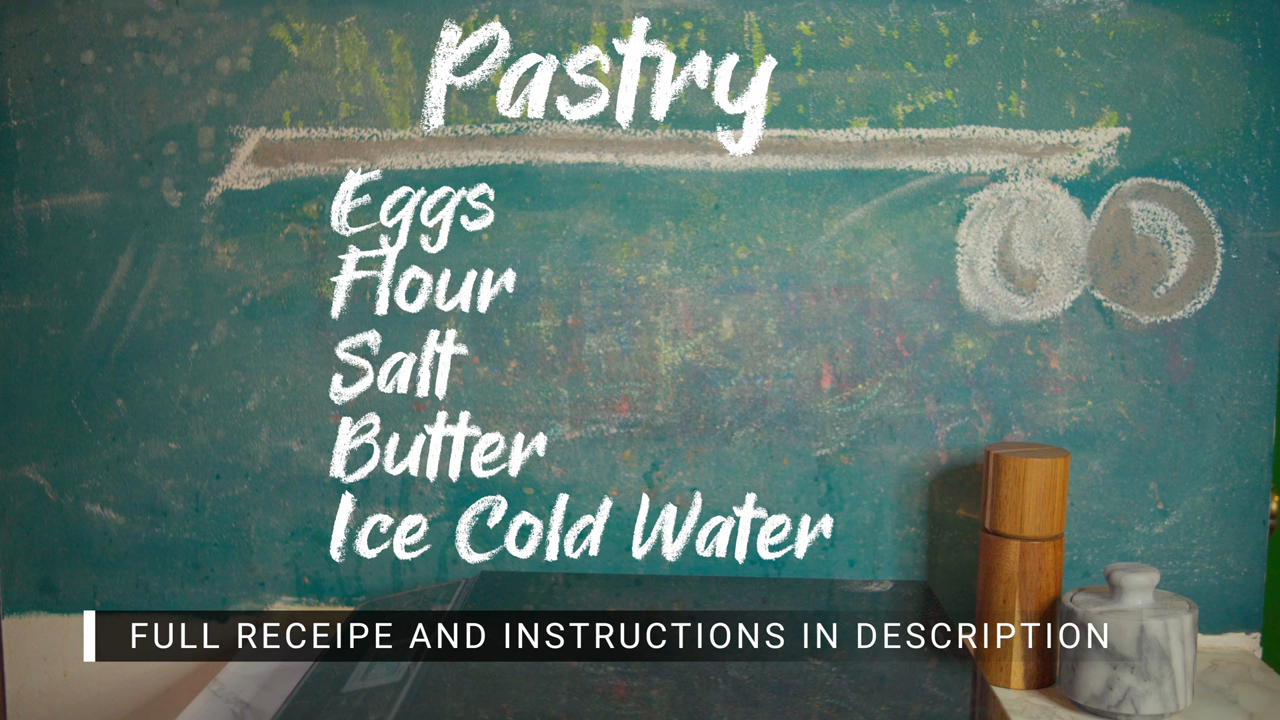 Pastry
Eggs
Flour
Salt
Butter
Ice Cold Water
FULL RECEIPE AND INSTRUCTIONS IN DESCRIPTION